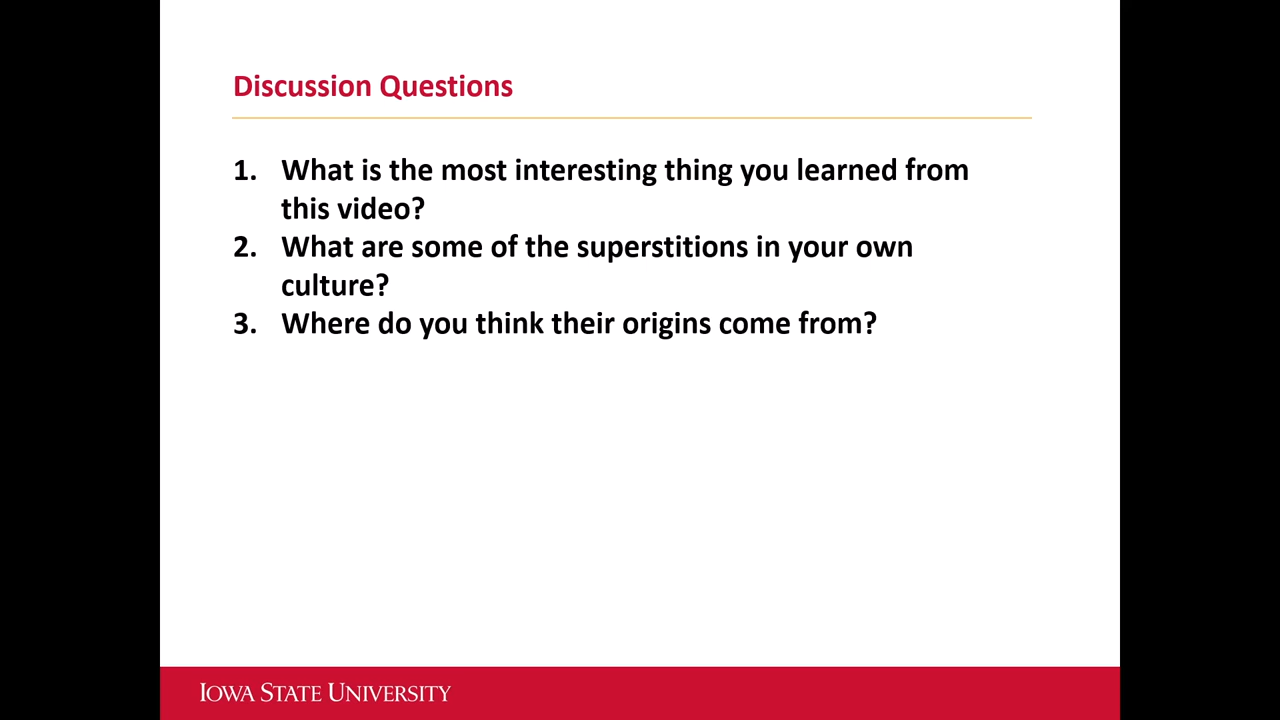 Discussion Questions
1. What is the most interesting thing you learned from
this video?
2. What are some of the superstitions in your own
culture?
3. Where do you think their origins come from?
IOWA STATE UNIVERSITY